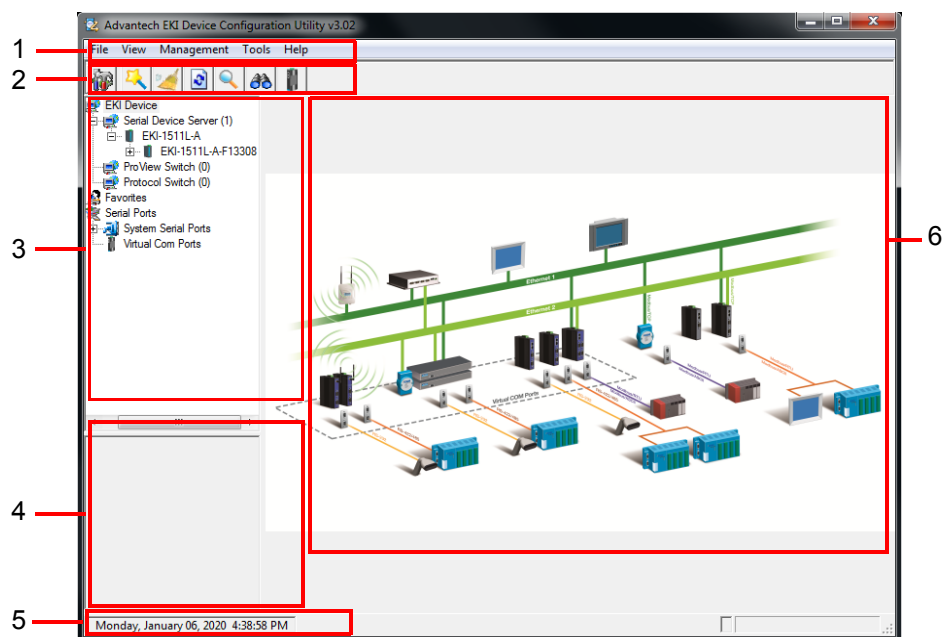 Advantech EKI Device Configuration Utility v3.02
1
File View Management Tools Help
2
3
EKI Device
Serial Device Server (1)
EKI-1511L-A
EKI-1511L-A-F13308
ProView Switch (0)
Protocol Switch (0)
Favorites
Serial Ports
System Serial Ports
Virtual Com Ports
6
Ethernet 1
Ethernet 2
Virtual COM Ports
4
5
Monday, January 06, 2020 4:38:58 PM